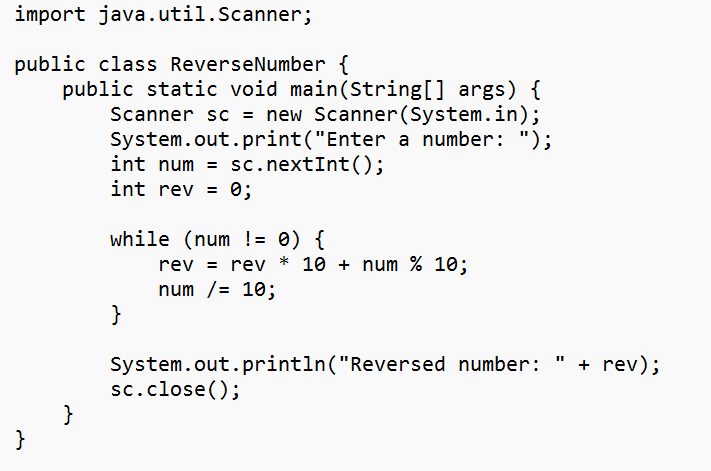 import java.util.Scanner;

public class ReverseNumber {
    public static void main(String[] args) {
        Scanner sc = new Scanner(System.in);
        System.out.print("Enter a number: ");
        int num = sc.nextInt();
        int rev = 0;

        while (num != 0) {
            rev = rev * 10 + num % 10;
            num /= 10;
        }

        System.out.println("Reversed number: " + rev);
        sc.close();
    }
}